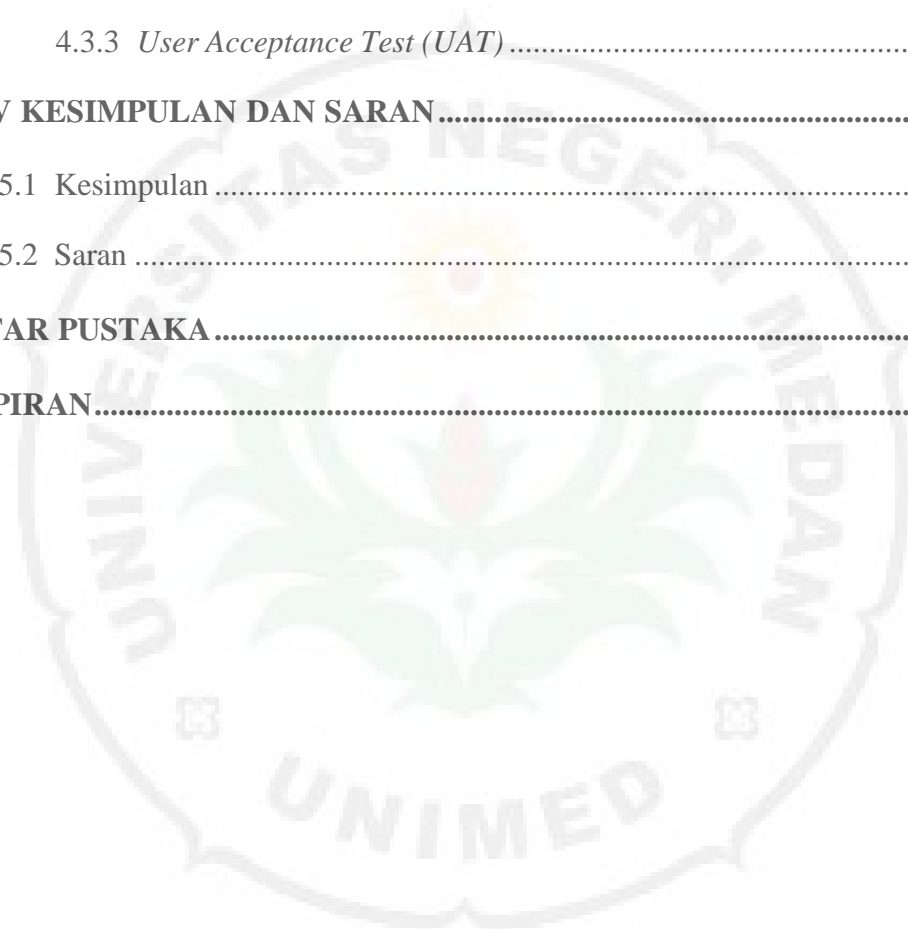 4.3.3 User Acceptance Test (UAT)................................................
V KESIMPULAN DAN SARAN............................................................
5.1 Kesimpulan........................................................................................
5.2 Saran..................................................................................................
TAR PUSTAKA........................................................................................
PIRAN.......................................................................................................
UNIVERSITAS NEGERI MEDAN
UNIMED